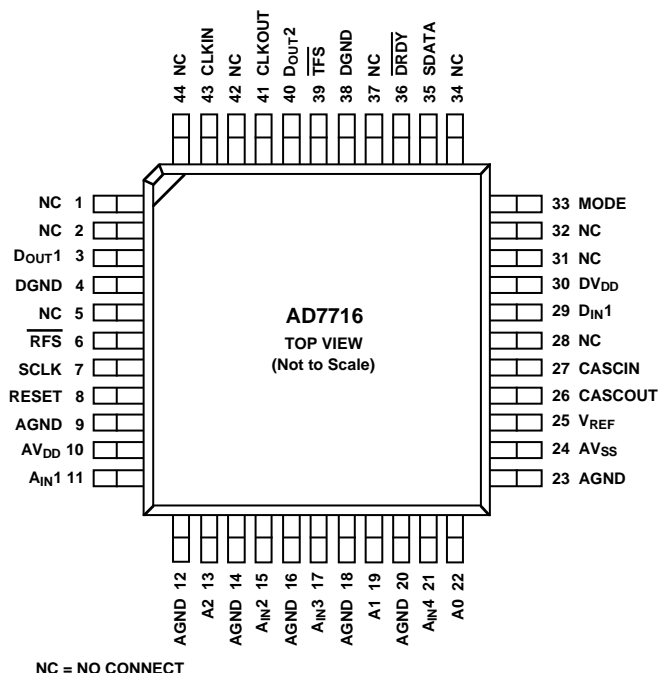 44 NC
43 CLKIN
42 NC
41 CLKOUT
40 DOUT2
39 T̅F̅S̅
38 DGND
37 NC
36 D̅R̅D̅Y̅
35 SDATA
34 NC
NC 1
NC 2
DOUT1 3
DGND 4
NC 5
R̅F̅S̅ 6
SCLK 7
RESET 8
AGND 9
AVDD 10
AIN1 11
AD7716
TOP VIEW
(Not to Scale)
33 MODE
32 NC
31 NC
30 DVDD
29 DIN1
28 NC
27 CASCIN
26 CASCOUT
25 VREF
24 AVSS
23 AGND
AGND 12
A2 13
AGND 14
AIN2 15
AGND 16
AIN3 17
AGND 18
A1 19
AGND 20
AIN4 21
A0 22
NC = NO CONNECT